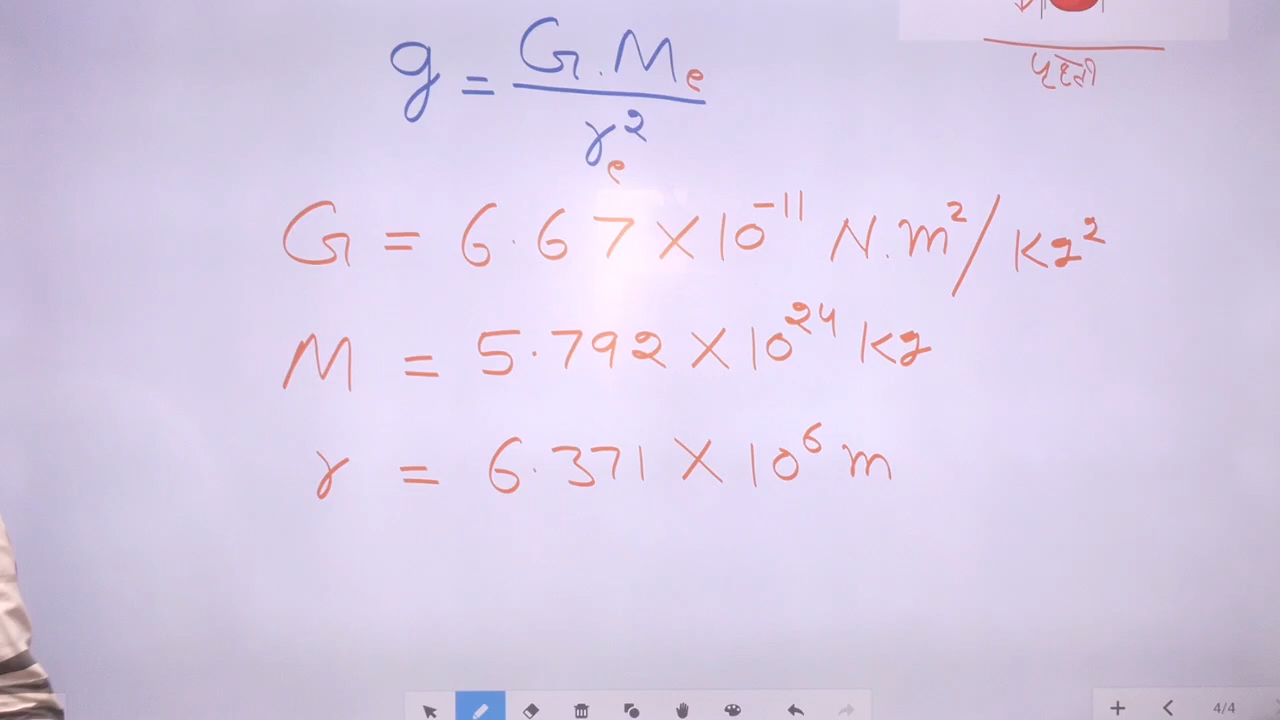 g = G.Me / re²
G = 6.67 × 10⁻¹¹ N.m²/kg²
M = 5.792 × 10²⁴ kg
r = 6.371 × 10⁶ m
4/4